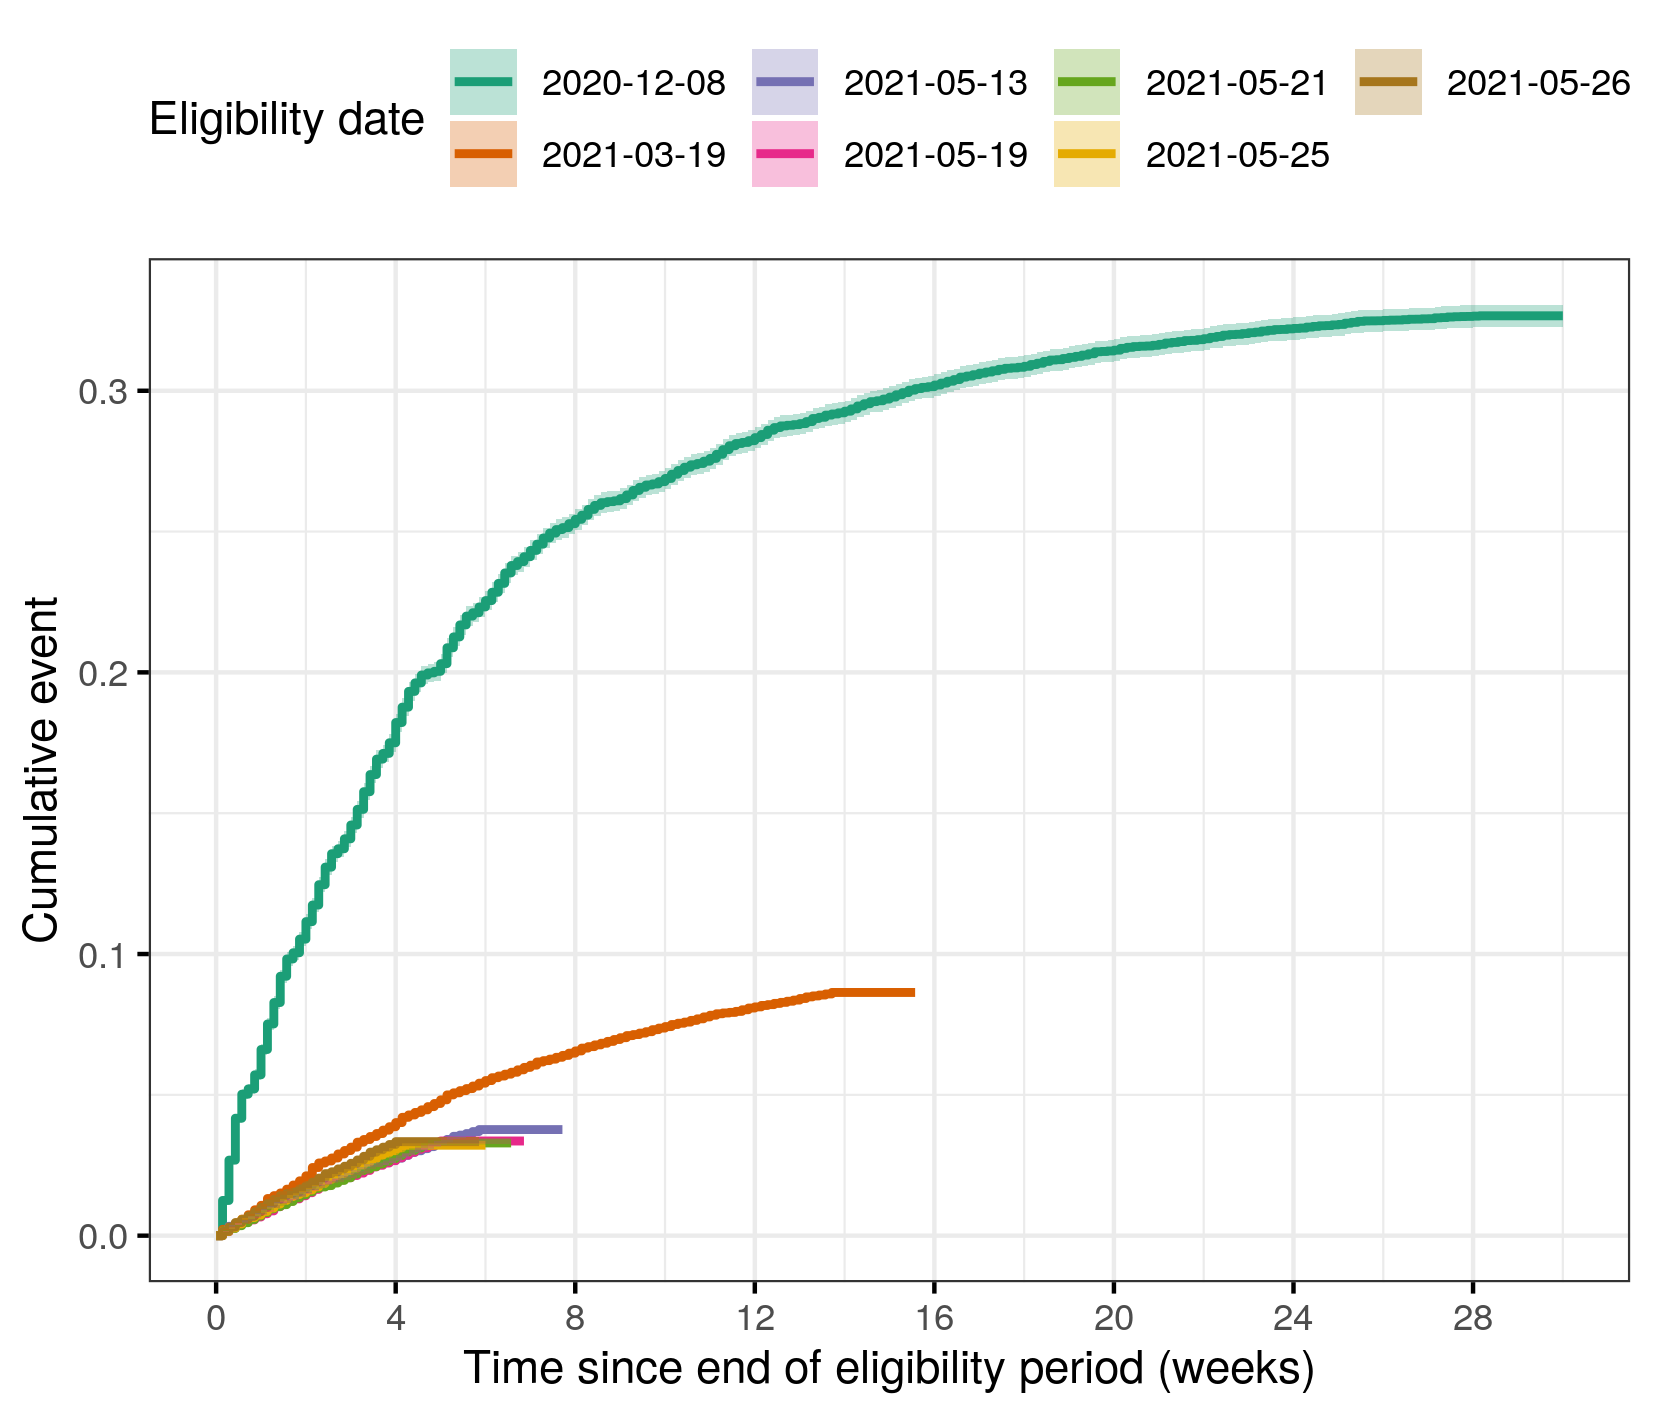 Eligibility date
2020-12-08 2021-05-13 2021-05-21 2021-05-26
2021-03-19 2021-05-19 2021-05-25
Cumulative event
0.3
0.2
0.1
0.0
0 4 8 12 16 20 24 28
Time since end of eligibility period (weeks)